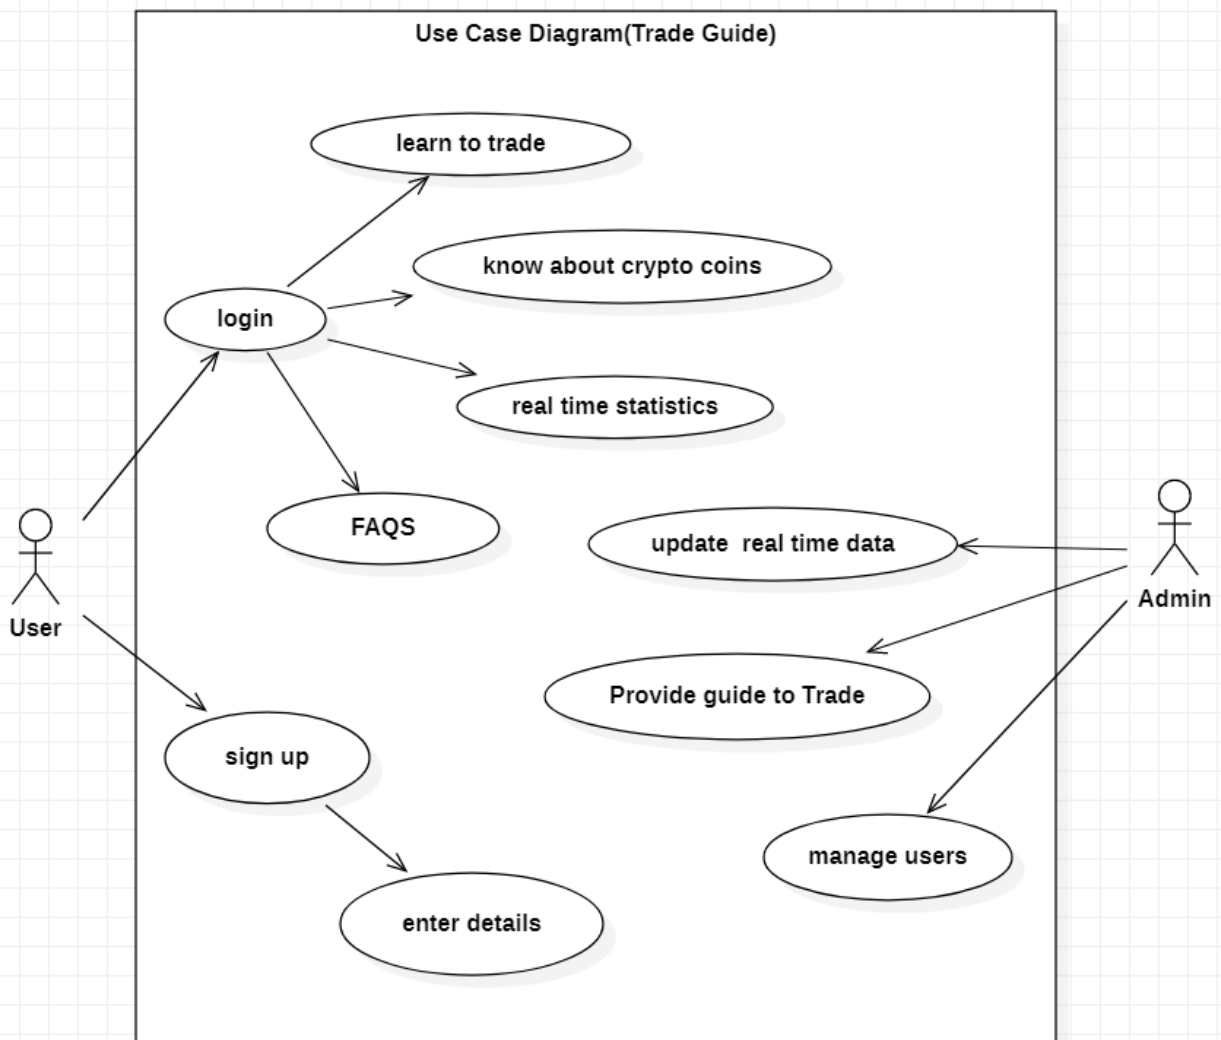 Use Case Diagram(Trade Guide)
learn to trade
know about crypto coins
login
real time statistics
FAQS
update  real time data
Admin
User
Provide guide to Trade
sign up
manage users
enter details